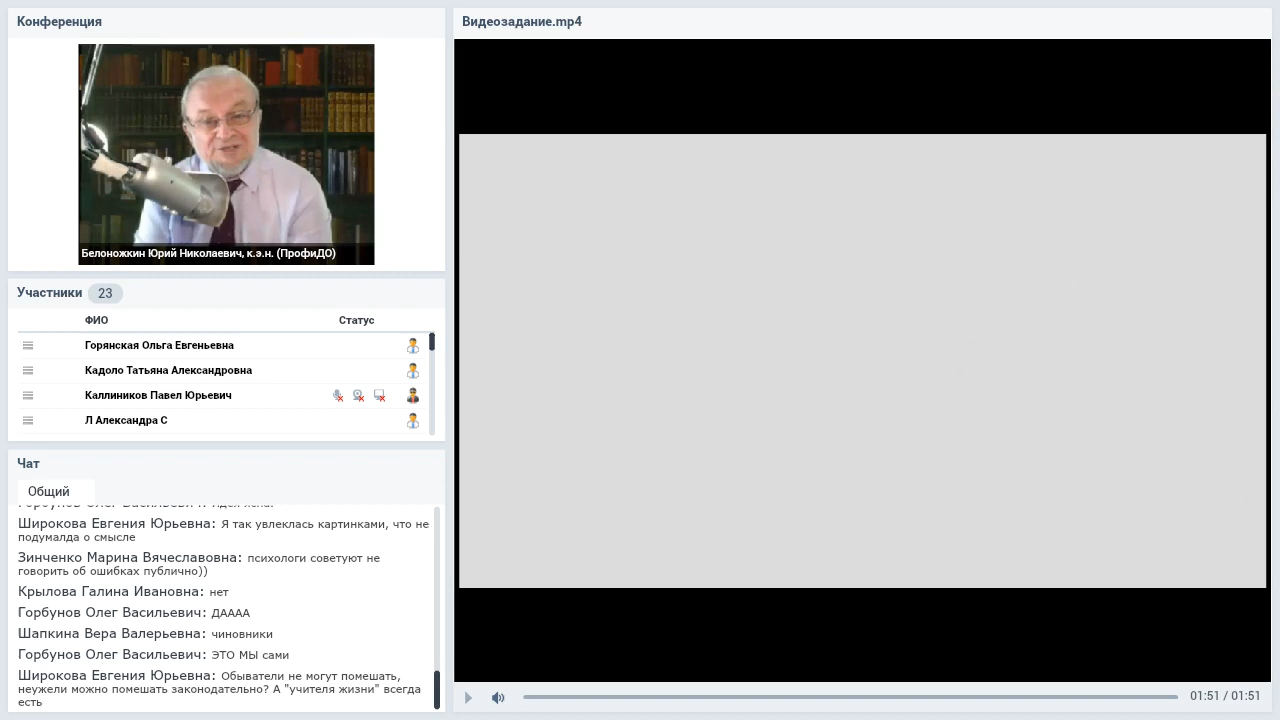 Конференция
Белоножкин Юрий Николаевич, к.э.н. (ПрофиДО)
Участники 23
ФИО Статус
Горянская Ольга Евгеньевна
Кадоло Татьяна Александровна
Каллиников Павел Юрьевич
Л Александра С
Чат
Общий
Широкова Евгения Юрьевна: Я так увлеклась картинками, что не
подумалда о смысле
Зинченко Марина Вячеславовна: психологи советуют не
говорить об ошибках публично))
Крылова Галина Ивановна: нет
Горбунов Олег Васильевич: ДАААА
Шапкина Вера Валерьевна: чиновники
Горбунов Олег Васильевич: ЭТО МЫ сами
Широкова Евгения Юрьевна: Обыватели не могут помешать,
неужели можно помешать законодательно? А "учителя жизни" всегда
есть
Видеозадание.mp4
01:51 / 01:51